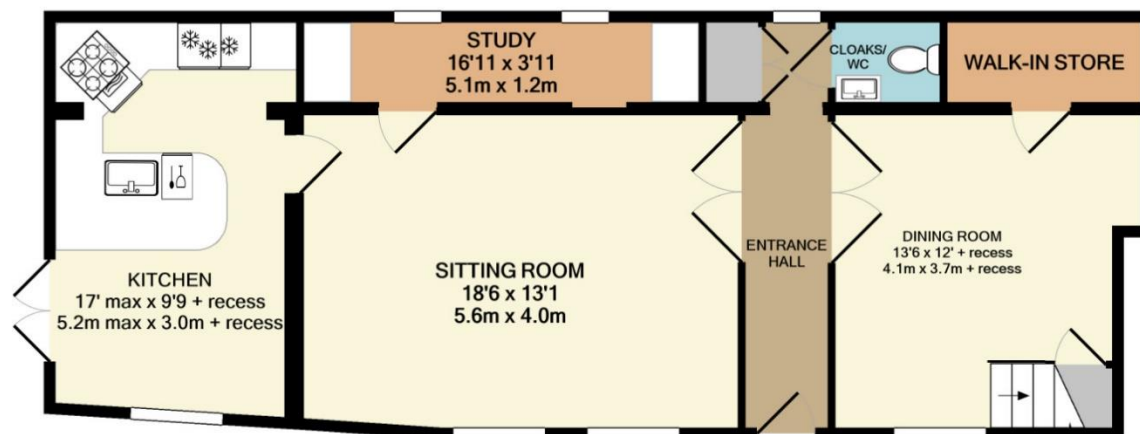 STUDY
16'11 x 3'11
5.1m x 1.2m
CLOAKS/
WC
WALK-IN STORE
KITCHEN
17' max x 9'9 + recess
5.2m max x 3.0m + recess
SITTING ROOM
18'6 x 13'1
5.6m x 4.0m
ENTRANCE
HALL
DINING ROOM
13'6 x 12' + recess
4.1m x 3.7m + recess